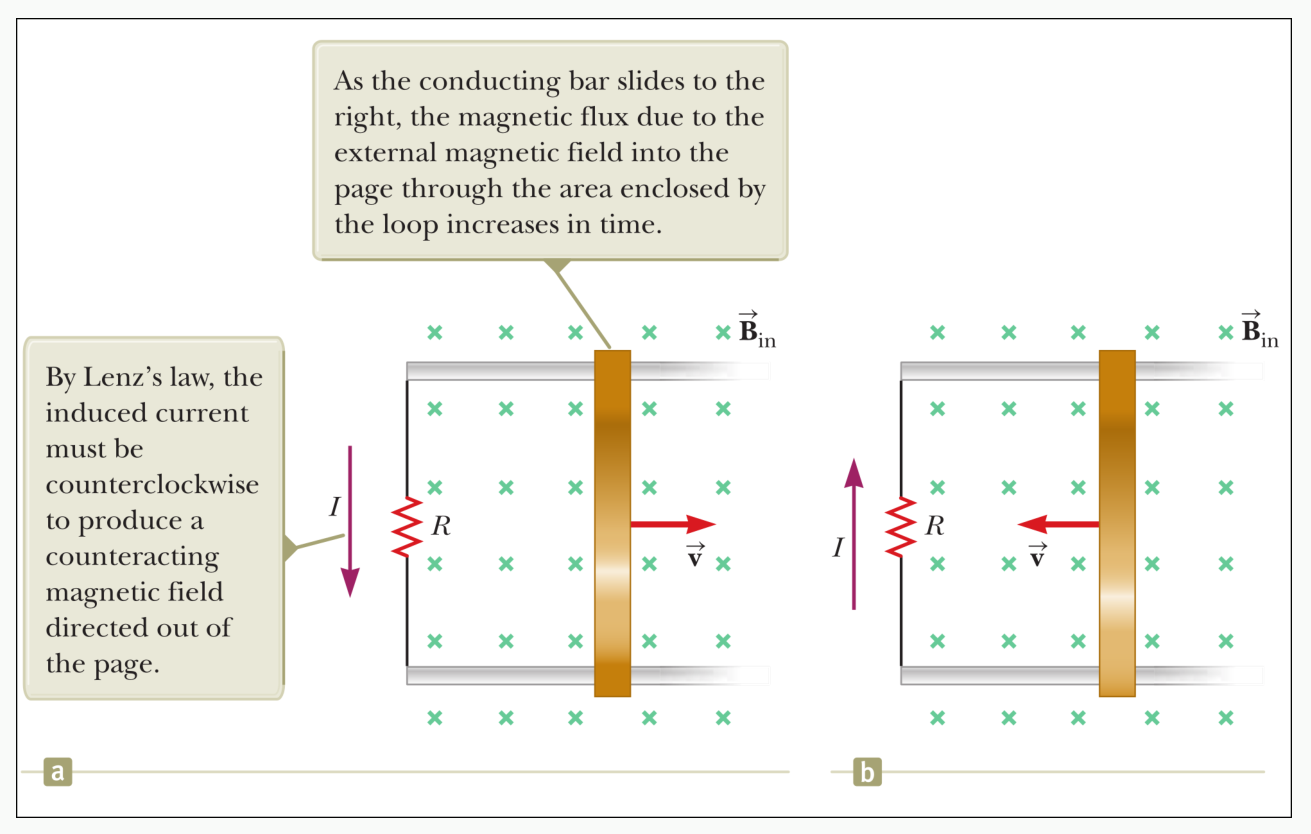 As the conducting bar slides to the
right, the magnetic flux due to the
external magnetic field into the
page through the area enclosed by
the loop increases in time.
By Lenz’s law, the
induced current
must be
counterclockwise
to produce a
counteracting
magnetic field
directed out of
the page.
B⃗in
I
R
v⃗
a
B⃗in
I
R
v⃗
b